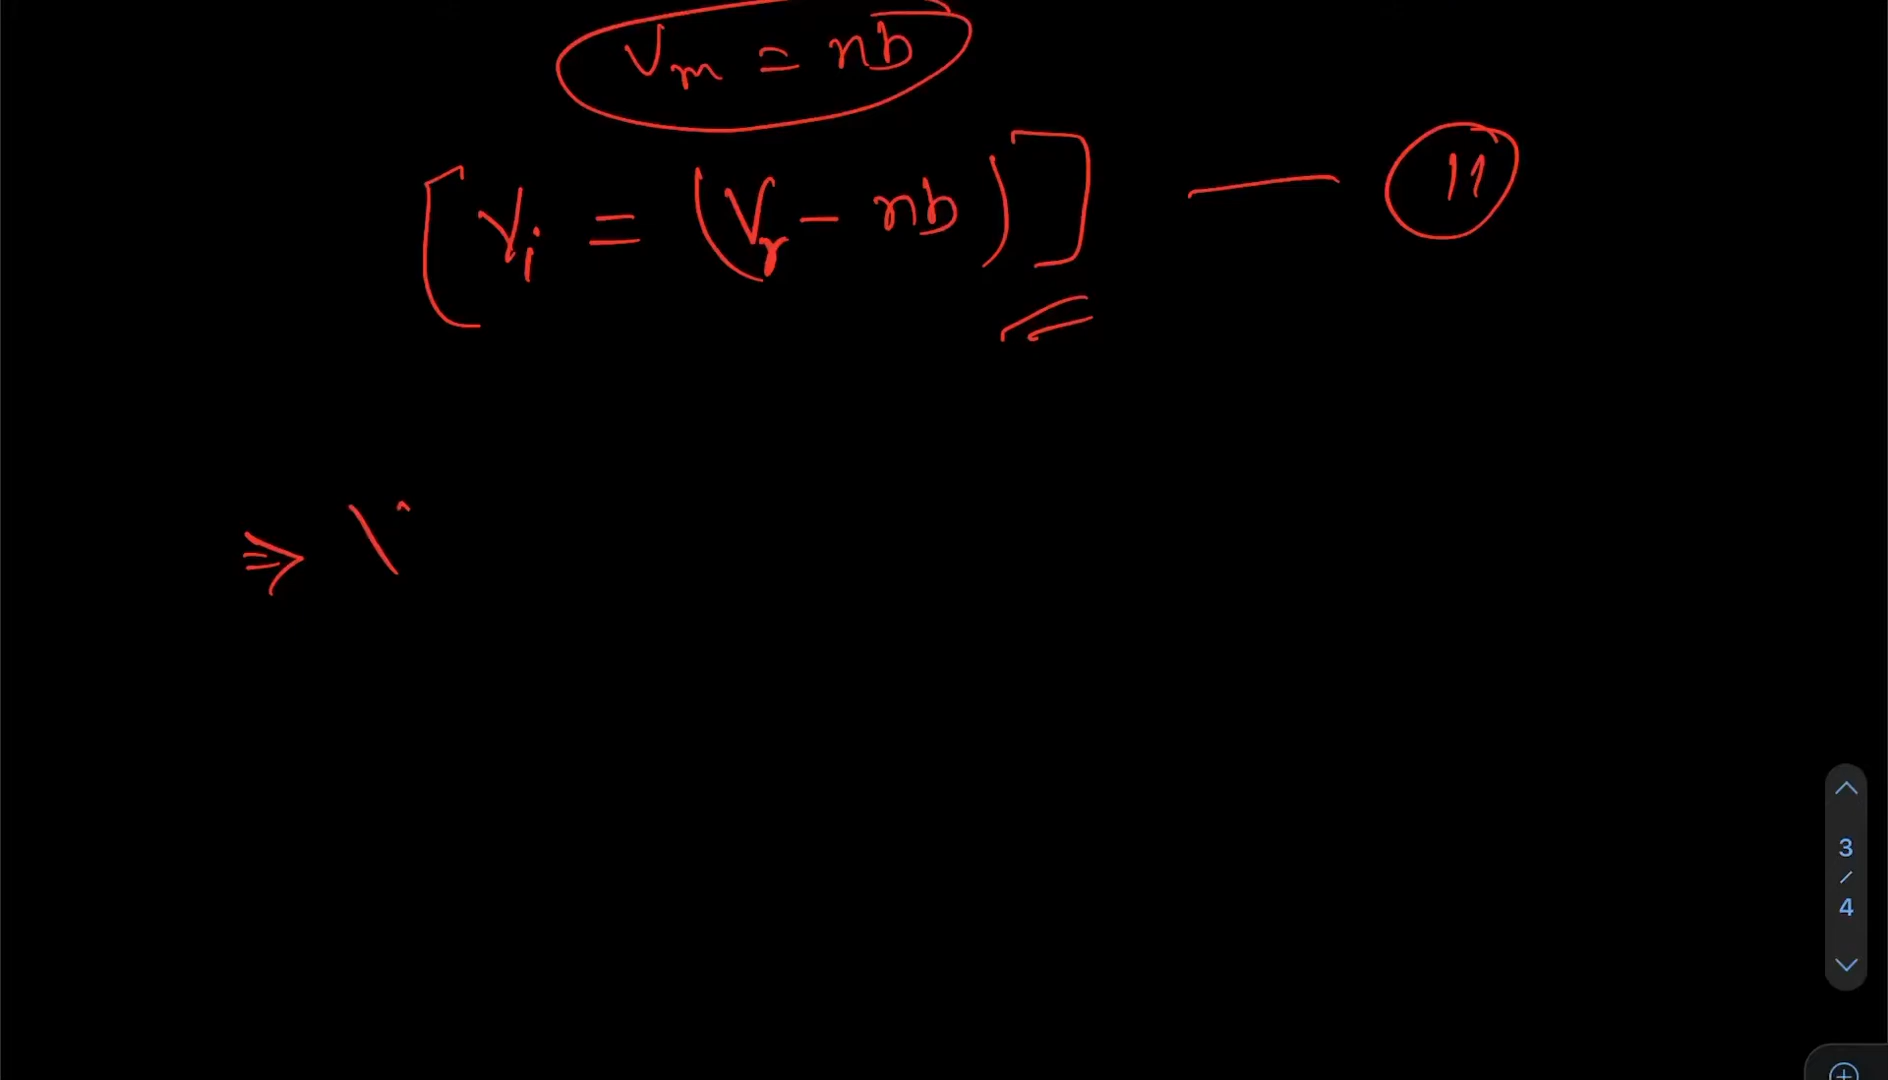 Vm = nb
[Vi = (Vr - nb)] — 11
⇒ \
3
/
4